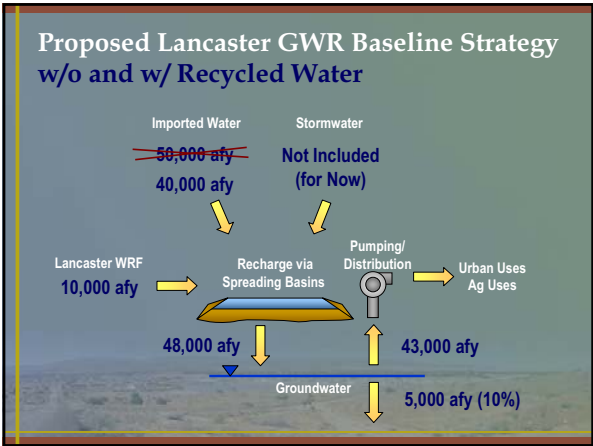 Proposed Lancaster GWR Baseline Strategy
w/o and w/ Recycled Water
Imported Water
50,000 afy
40,000 afy
Stormwater
Not Included
(for Now)
Lancaster WRF
10,000 afy
Recharge via
Spreading Basins
Pumping/
Distribution
Urban Uses
Ag Uses
48,000 afy
43,000 afy
Groundwater
5,000 afy (10%)